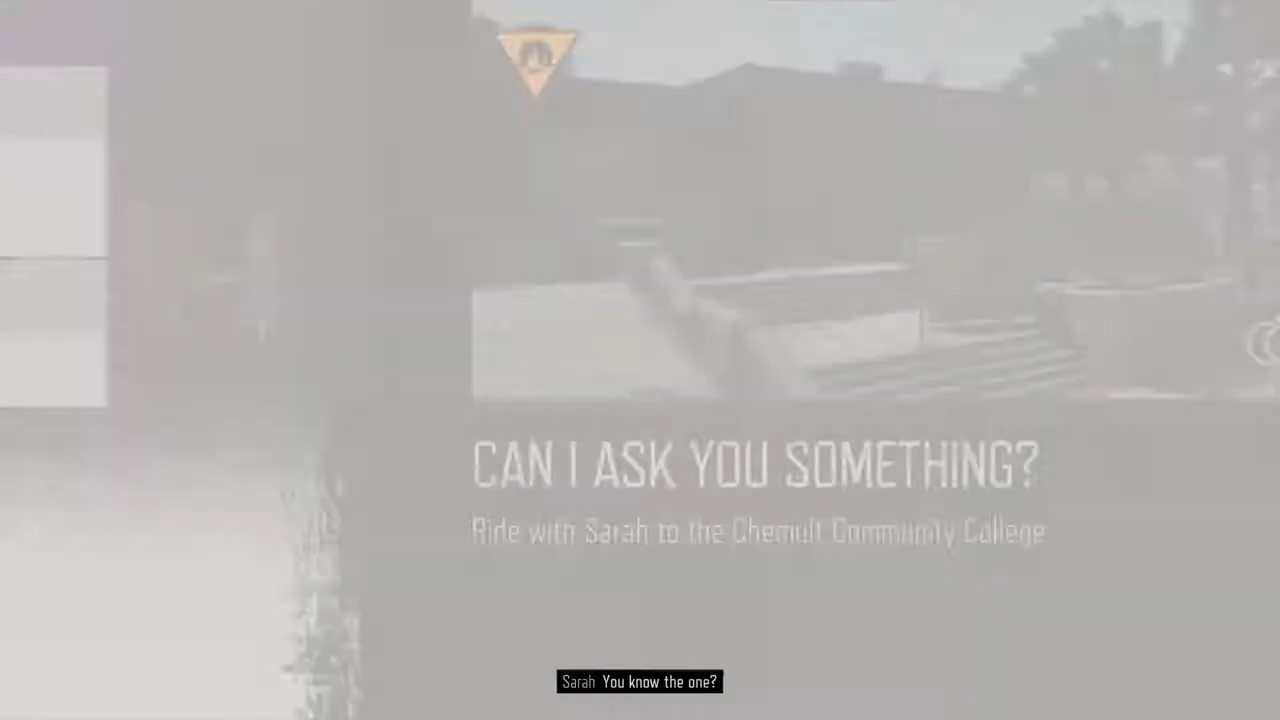 CAN I ASK YOU SOMETHING?
Ride with Sarah to the Chemult Community College
Sarah You know the one?